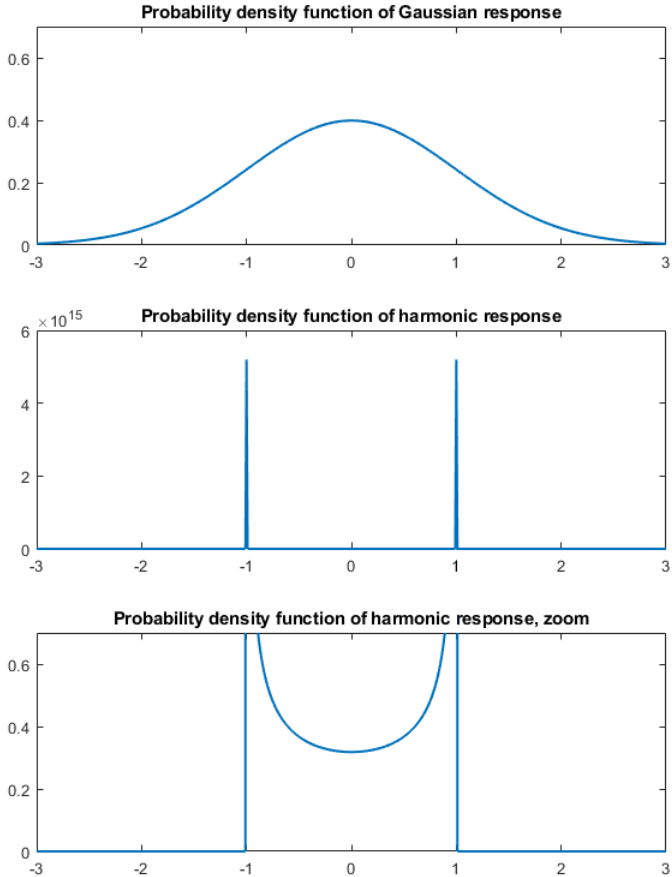 Probability density function of Gaussian response
0.6
0.4
0.2
0
-3 -2 -1 0 1 2 3
Probability density function of harmonic response
×10^15
6
4
2
0
-3 -2 -1 0 1 2 3
Probability density function of harmonic response, zoom
0.6
0.4
0.2
0
-3 -2 -1 0 1 2 3